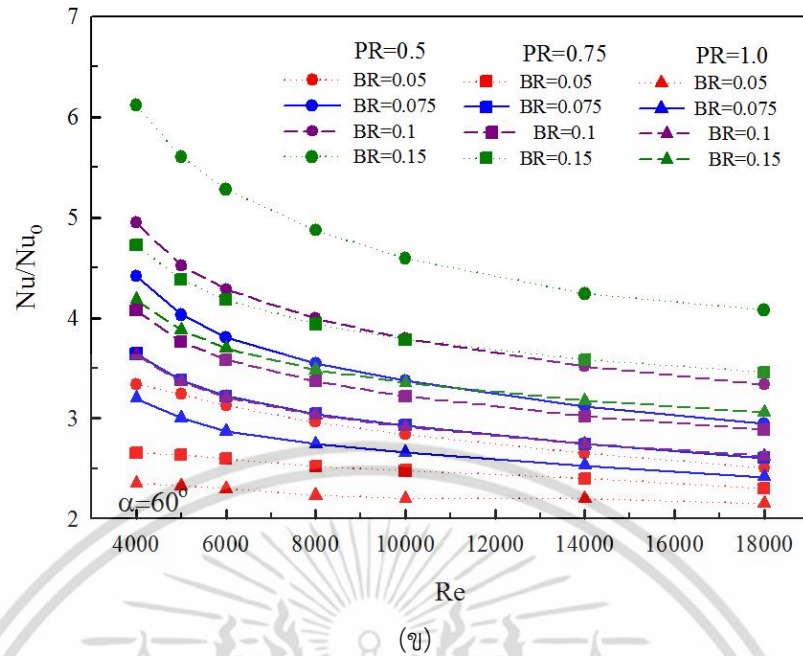 7
6
5
4
3
2
Nu/Nuo
PR=0.5 PR=0.75 PR=1.0
BR=0.05 BR=0.05 BR=0.05
BR=0.075 BR=0.075 BR=0.075
BR=0.1 BR=0.1 BR=0.1
BR=0.15 BR=0.15 BR=0.15
α=60°
4000 6000 8000 10000 12000 14000 16000 18000
Re
(ข)